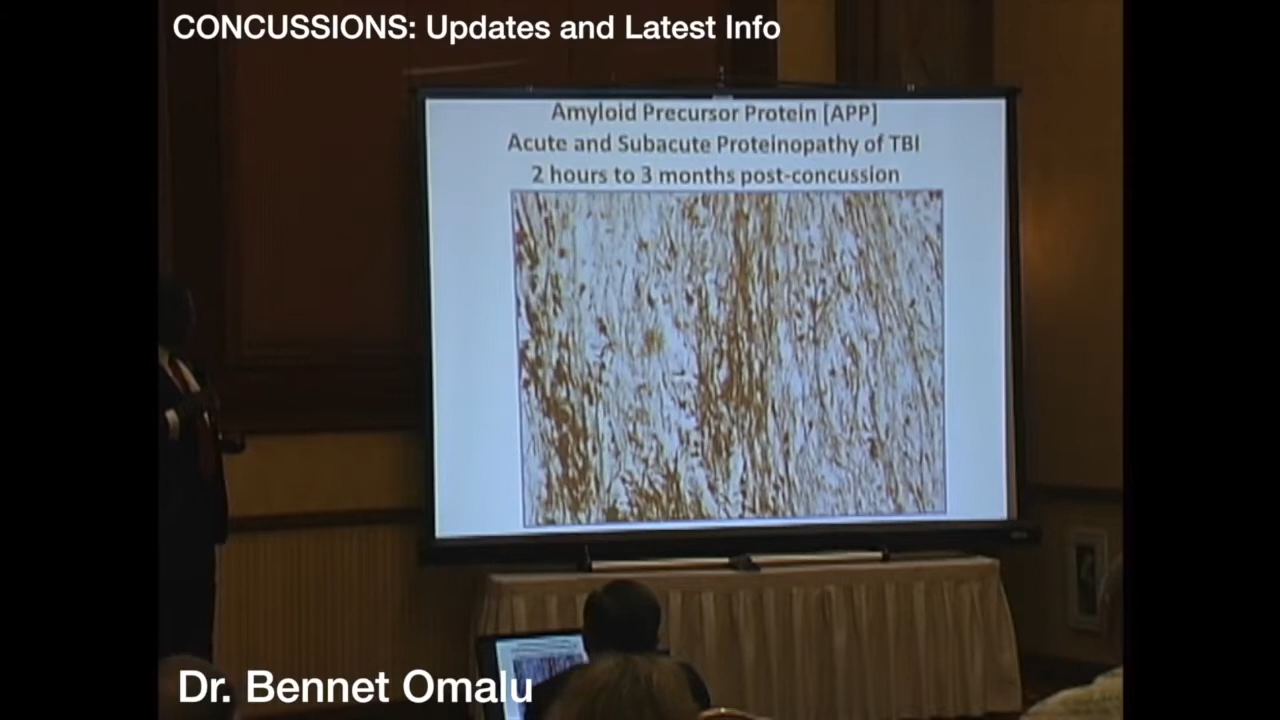 CONCUSSIONS: Updates and Latest Info
Amyloid Precursor Protein [APP]
Acute and Subacute Proteinopathy of TBI
2 hours to 3 months post-concussion
Dr. Bennet Omalu